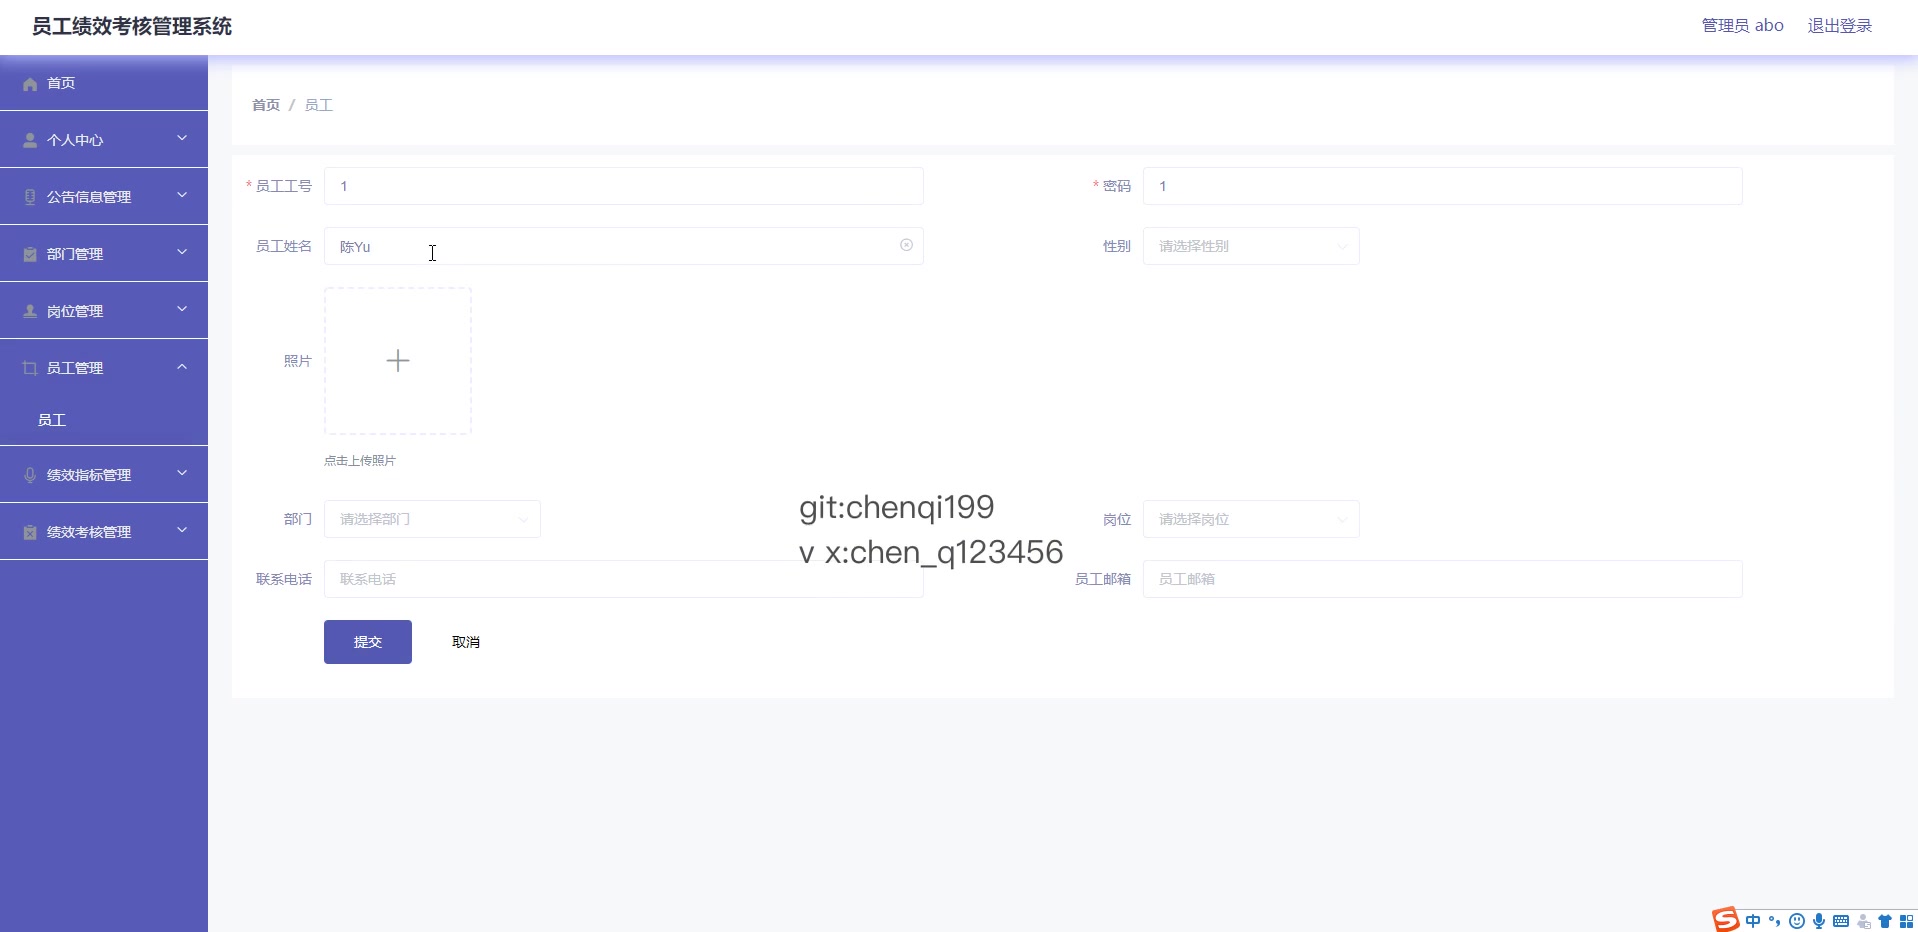 员工绩效考核管理系统
管理员 abo
退出登录
首页
个人中心
公告信息管理
部门管理
岗位管理
员工管理
员工
绩效指标管理
绩效考核管理
首页 / 员工
* 员工工号 1
* 密码 1
员工姓名 陈Yu
性别 请选择性别
照片
点击上传照片
部门 请选择部门
岗位 请选择岗位
git:chenqi199
v x:chen_q123456
联系电话 联系电话
员工邮箱 员工邮箱
提交
取消
S 中